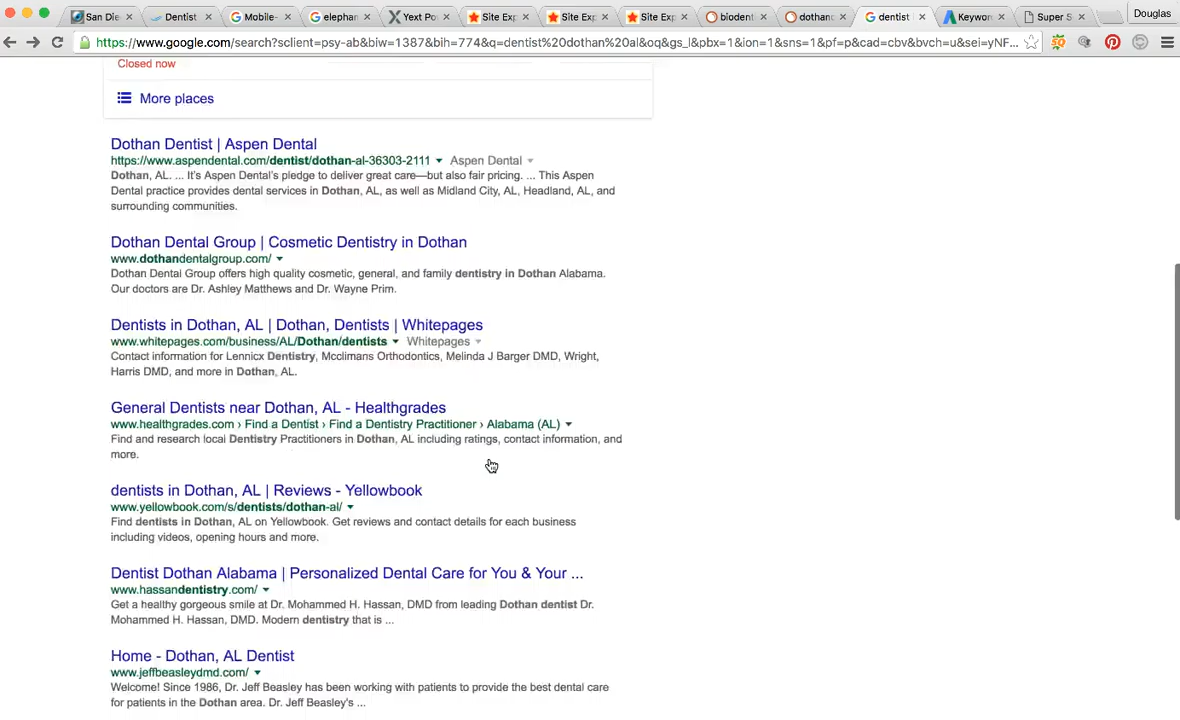 San Die
Dentist
Mobile-
elephan
Yext Po
Site Exp
Site Exp
Site Exp
biodent
dothan
dentist
Keyword
Super S
Douglas
https://www.google.com/search?sclient=psy-ab&biw=1387&bih=774&q=dentist%20dothan%20al&oq&gs_l&pbx=1&ion=1&sns=1&pf=p&cad=cbv&bvch=u&sei=yNF...
Closed now
More places
Dothan Dentist | Aspen Dental
https://www.aspendental.com/dentist/dothan-al-36303-2111 Aspen Dental
Dothan, AL. ... It's Aspen Dental's pledge to deliver great care—but also fair pricing. ... This Aspen
Dental practice provides dental services in Dothan, AL, as well as Midland City, AL, Headland, AL, and
surrounding communities.
Dothan Dental Group | Cosmetic Dentistry in Dothan
www.dothandentalgroup.com/
Dothan Dental Group offers high quality cosmetic, general, and family dentistry in Dothan Alabama.
Our doctors are Dr. Ashley Matthews and Dr. Wayne Prim.
Dentists in Dothan, AL | Dothan, Dentists | Whitepages
www.whitepages.com/business/AL/Dothan/dentists Whitepages
Contact information for Lennicx Dentistry, Mcclimans Orthodontics, Melinda J Barger DMD, Wright,
Harris DMD, and more in Dothan, AL.
General Dentists near Dothan, AL - Healthgrades
www.healthgrades.com › Find a Dentist › Find a Dentistry Practitioner › Alabama (AL)
Find and research local Dentistry Practitioners in Dothan, AL including ratings, contact information, and
more.
dentists in Dothan, AL | Reviews - Yellowbook
www.yellowbook.com/s/dentists/dothan-al/
Find dentists in Dothan, AL on Yellowbook. Get reviews and contact details for each business
including videos, opening hours and more.
Dentist Dothan Alabama | Personalized Dental Care for You & Your ...
www.hassandentistry.com/
Get a healthy gorgeous smile at Dr. Mohammed H. Hassan, DMD from leading Dothan dentist Dr.
Mohammed H. Hassan, DMD. Modern dentistry that is ...
Home - Dothan, AL Dentist
www.jeffbeasleydmd.com/
Welcome! Since 1986, Dr. Jeff Beasley has been working with patients to provide the best dental care
for patients in the Dothan area. Dr. Jeff Beasley's ...